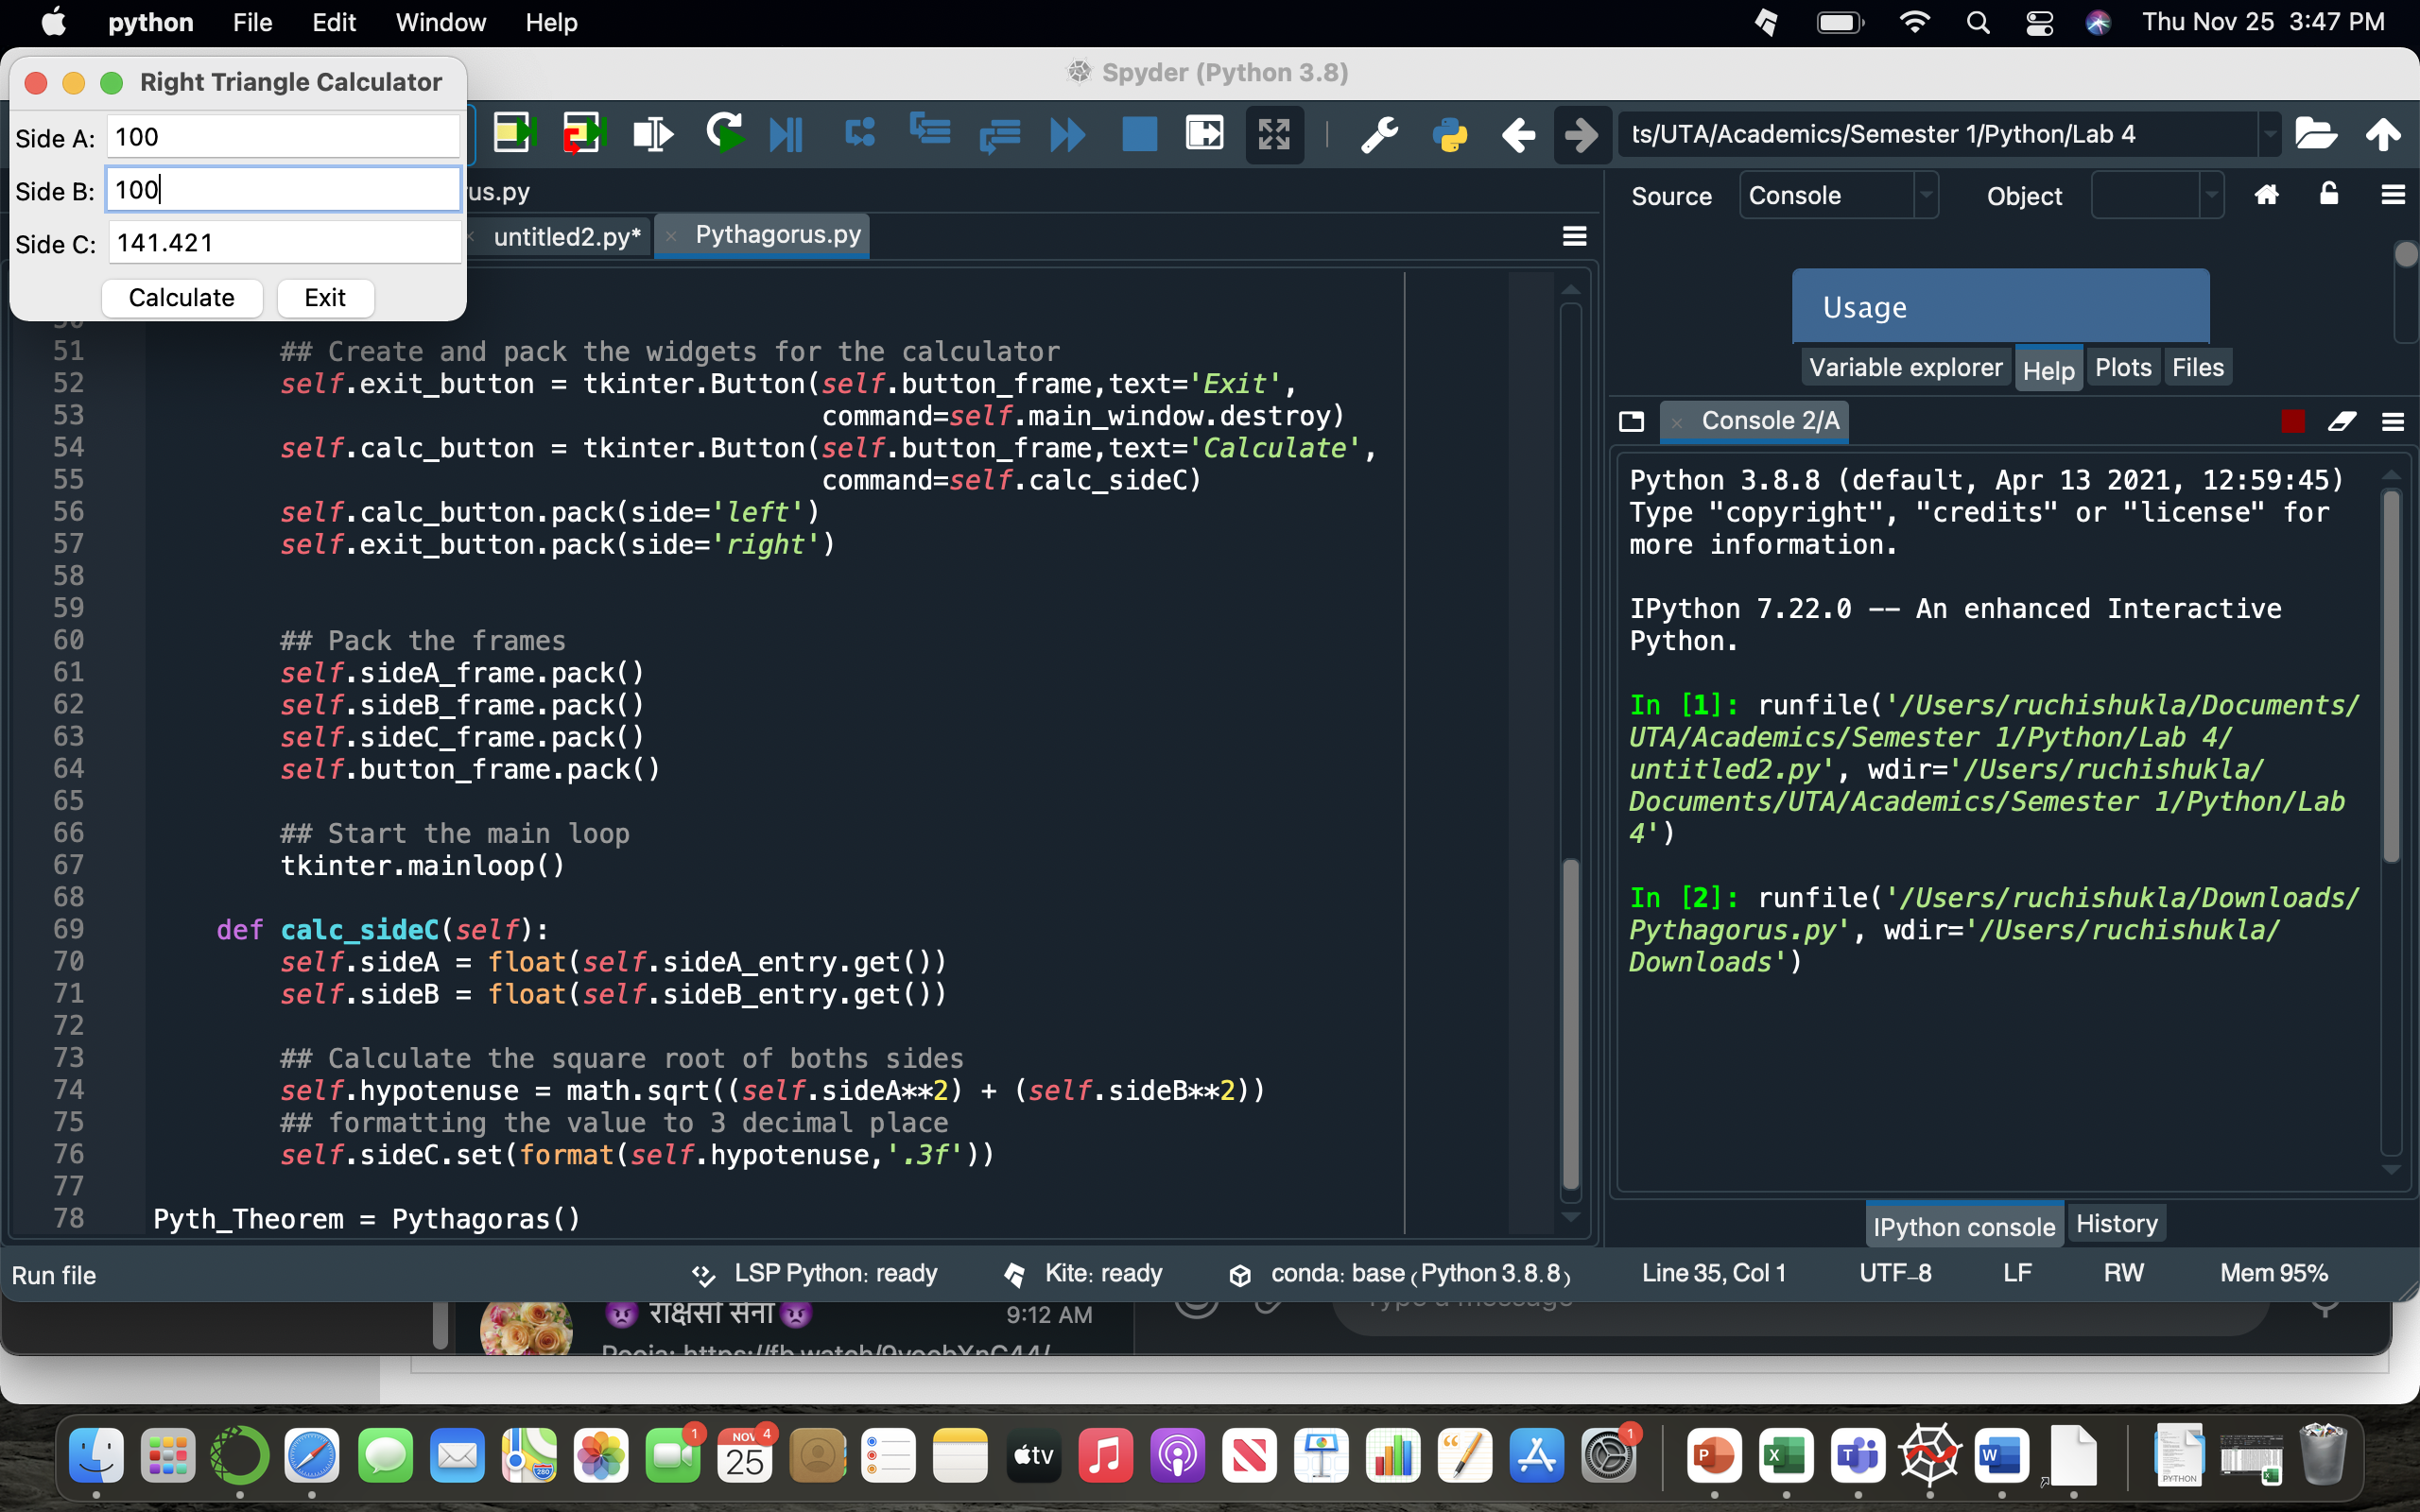 python File Edit Window Help Thu Nov 25 3:47 PM
Right Triangle Calculator
Side A: 100
Side B: 100
Side C: 141.421
Calculate Exit
Spyder (Python 3.8)
ts/UTA/Academics/Semester 1/Python/Lab 4
us.py
untitled2.py* Pythagorus.py
51 ## Create and pack the widgets for the calculator
52 self.exit_button = tkinter.Button(self.button_frame,text='Exit',
53 command=self.main_window.destroy)
54 self.calc_button = tkinter.Button(self.button_frame,text='Calculate',
55 command=self.calc_sideC)
56 self.calc_button.pack(side='left')
57 self.exit_button.pack(side='right')
58
59
60 ## Pack the frames
61 self.sideA_frame.pack()
62 self.sideB_frame.pack()
63 self.sideC_frame.pack()
64 self.button_frame.pack()
65
66 ## Start the main loop
67 tkinter.mainloop()
68
69 def calc_sideC(self):
70 self.sideA = float(self.sideA_entry.get())
71 self.sideB = float(self.sideB_entry.get())
72
73 ## Calculate the square root of boths sides
74 self.hypotenuse = math.sqrt((self.sideA**2) + (self.sideB**2))
75 ## formatting the value to 3 decimal place
76 self.sideC.set(format(self.hypotenuse,'.3f'))
77
78 Pyth_Theorem = Pythagoras()
Source Console Object
Usage
Variable explorer Help Plots Files
Console 2/A
Python 3.8.8 (default, Apr 13 2021, 12:59:45)
Type "copyright", "credits" or "license" for
more information.
IPython 7.22.0 -- An enhanced Interactive
Python.
In [1]: runfile('/Users/ruchishukla/Documents/
UTA/Academics/Semester 1/Python/Lab 4/
untitled2.py', wdir='/Users/ruchishukla/
Documents/UTA/Academics/Semester 1/Python/Lab
4')
In [2]: runfile('/Users/ruchishukla/Downloads/
Pythagorus.py', wdir='/Users/ruchishukla/
Downloads')
IPython console History
Run file LSP Python: ready Kite: ready conda: base (Python 3.8.8) Line 35, Col 1 UTF-8 LF RW Mem 95%
9:12 AM
Type a message
1 NOV 4 25 tv 1 PYTHON